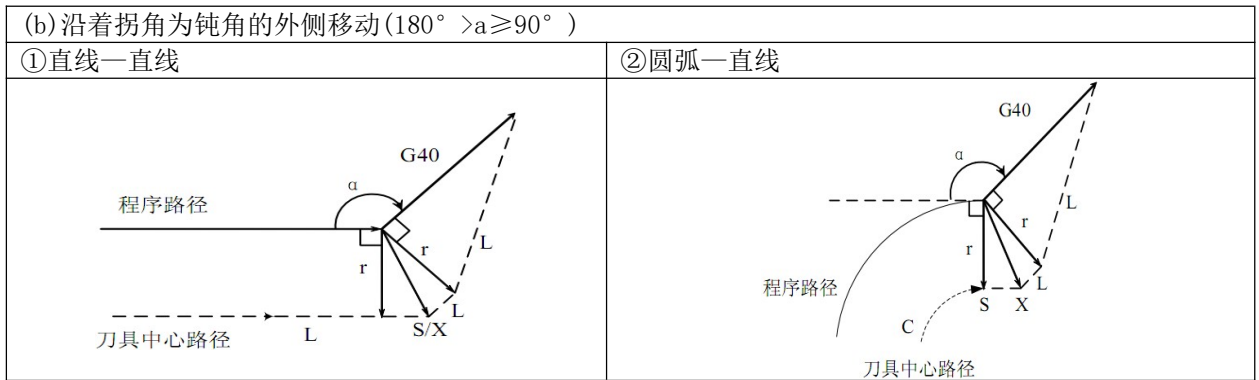 (b)沿着拐角为钝角的外侧移动(180°>a≥90°)
①直线—直线
②圆弧—直线
G40
α
程序路径
r
r
L
L
S/X
L
刀具中心路径
G40
α
L
r
r
程序路径
L
S
X
C
刀具中心路径